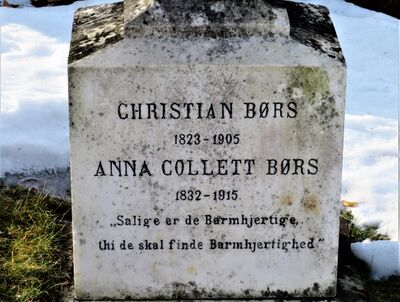 CHRISTIAN BØRS
1823-1905
ANNA COLLETT BØRS
1832-1915
„Salige er de Barmhjertige,
thi de skal finde Barmhjertighed.”